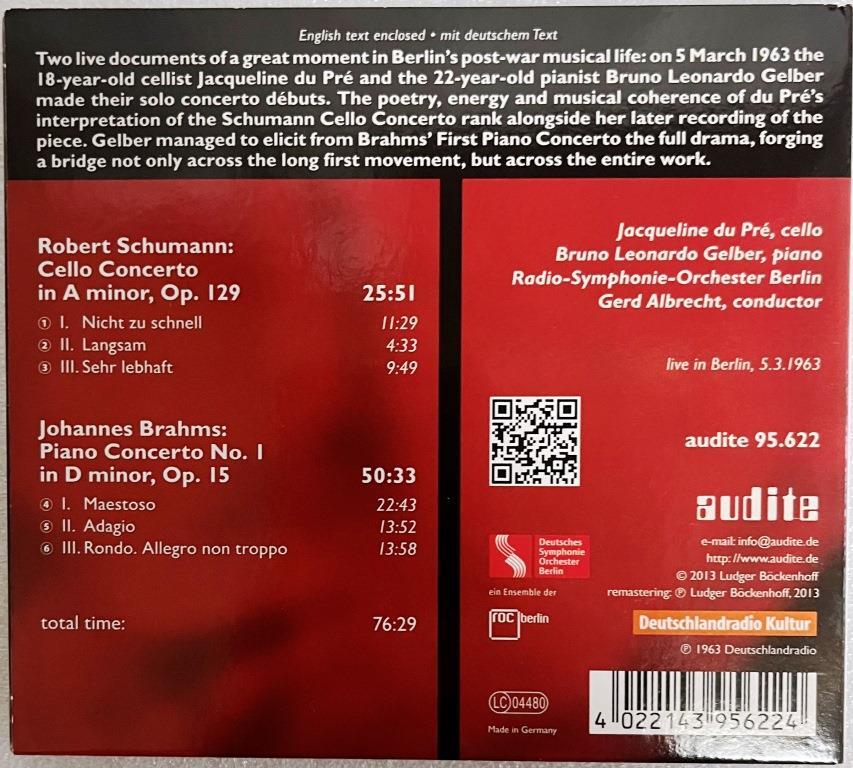 English text enclosed • mit deutschem Text
Two live documents of a great moment in Berlin's post-war musical life: on 5 March 1963 the
18-year-old cellist Jacqueline du Pré and the 22-year-old pianist Bruno Leonardo Gelber
made their solo concerto débuts. The poetry, energy and musical coherence of du Pré's
interpretation of the Schumann Cello Concerto rank alongside her later recording of the
piece. Gelber managed to elicit from Brahms' First Piano Concerto the full drama, forging
a bridge not only across the long first movement, but across the entire work.
Robert Schumann:
Cello Concerto
in A minor, Op. 129 25:51
① I. Nicht zu schnell 11:29
② II. Langsam 4:33
③ III. Sehr lebhaft 9:49
Johannes Brahms:
Piano Concerto No. 1
in D minor, Op. 15 50:33
④ I. Maestoso 22:43
⑤ II. Adagio 13:52
⑥ III. Rondo. Allegro non troppo 13:58
total time: 76:29
Jacqueline du Pré, cello
Bruno Leonardo Gelber, piano
Radio-Symphonie-Orchester Berlin
Gerd Albrecht, conductor
live in Berlin, 5.3.1963
audite 95.622
audite
e-mail: info@audite.de
http://www.audite.de
© 2013 Ludger Böckenhoff
remastering: ℗ Ludger Böckenhoff, 2013
Deutsches
Symphonie
Orchester
Berlin
ein Ensemble der
roc berlin
Deutschlandradio Kultur
℗ 1963 Deutschlandradio
LC 04480
Made in Germany
4 022143 956224